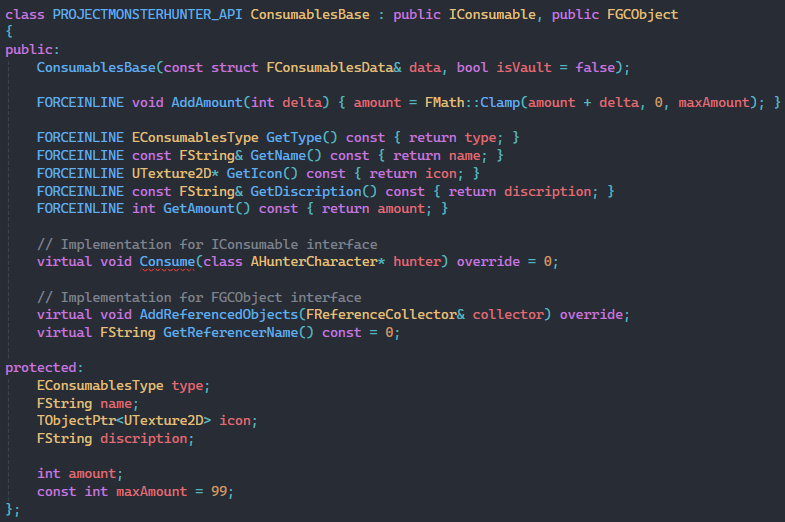 class PROJECTMONSTERHUNTER_API ConsumablesBase : public IConsumable, public FGCObject
{
public:
    ConsumablesBase(const struct FConsumablesData& data, bool isVault = false);

    FORCEINLINE void AddAmount(int delta) { amount = FMath::Clamp(amount + delta, 0, maxAmount); }

    FORCEINLINE EConsumablesType GetType() const { return type; }
    FORCEINLINE const FString& GetName() const { return name; }
    FORCEINLINE UTexture2D* GetIcon() const { return icon; }
    FORCEINLINE const FString& GetDiscription() const { return discription; }
    FORCEINLINE int GetAmount() const { return amount; }

    // Implementation for IConsumable interface
    virtual void Consume(class AHunterCharacter* hunter) override = 0;

    // Implementation for FGCObject interface
    virtual void AddReferencedObjects(FReferenceCollector& collector) override;
    virtual FString GetReferencerName() const = 0;

protected:
    EConsumablesType type;
    FString name;
    TObjectPtr<UTexture2D> icon;
    FString discription;

    int amount;
    const int maxAmount = 99;
};